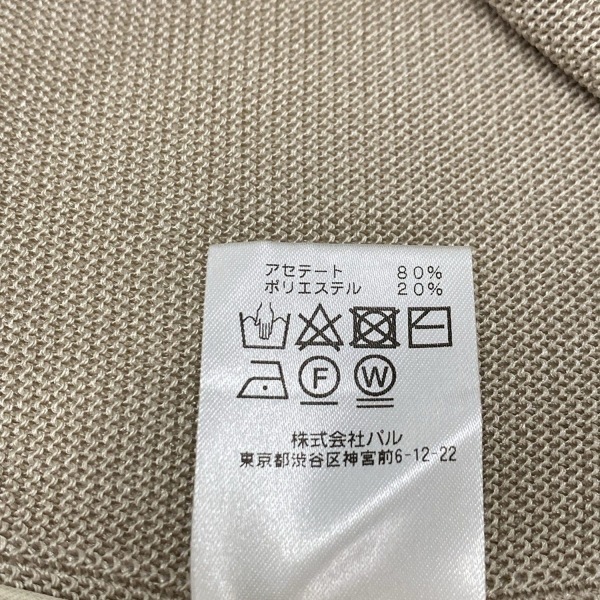 アセテート 80%
ポリエステル 20%
F W
株式会社パル
東京都渋谷区神宮前6-12-22